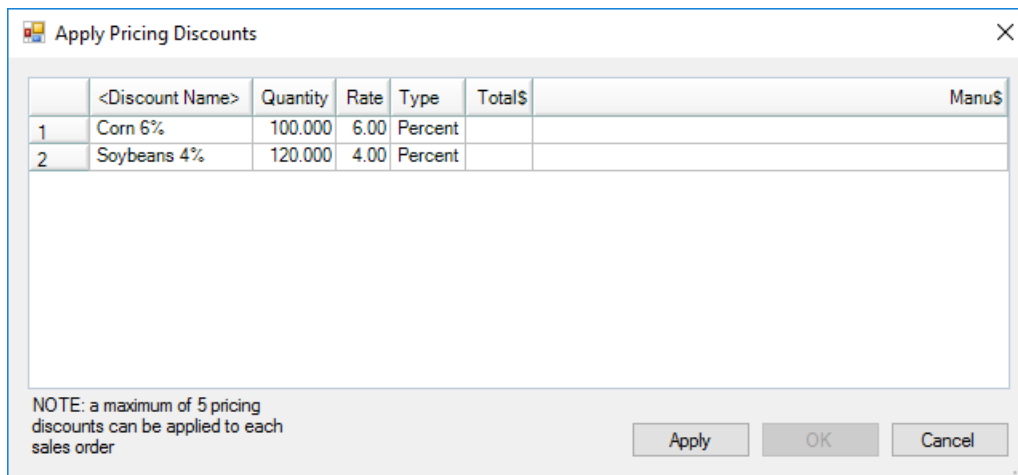 Apply Pricing Discounts
<Discount Name> Quantity Rate Type Total$ Manu$
1 Corn 6% 100.000 6.00 Percent
2 Soybeans 4% 120.000 4.00 Percent
NOTE: a maximum of 5 pricing
discounts can be applied to each
sales order
Apply OK Cancel